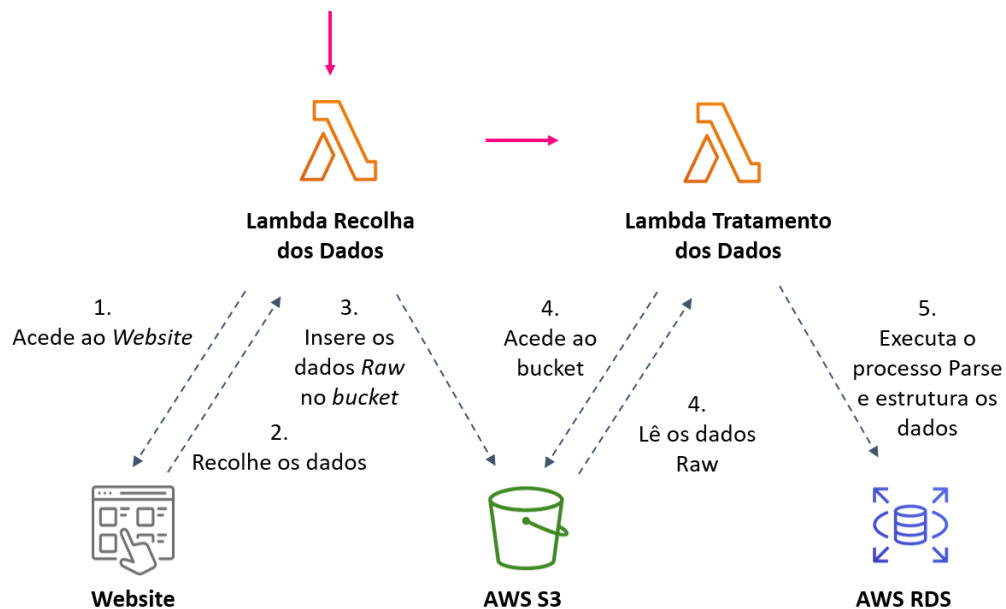 Lambda Recolha
dos Dados
Lambda Tratamento
dos Dados
1.
Acede ao Website
2.
Recolhe os dados
3.
Insere os
dados Raw
no bucket
4.
Acede ao
bucket
4.
Lê os dados
Raw
5.
Executa o
processo Parse
e estrutura os
dados
Website
AWS S3
AWS RDS